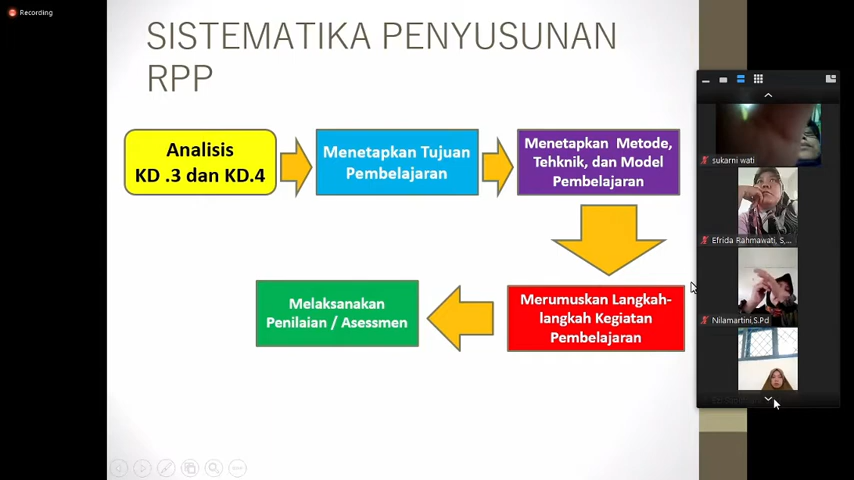 Recording
SISTEMATIKA PENYUSUNAN
RPP
Analisis
KD .3 dan KD.4
Menetapkan Tujuan
Pembelajaran
Menetapkan Metode,
Tehknik, dan Model
Pembelajaran
Merumuskan Langkah-
langkah Kegiatan
Pembelajaran
Melaksanakan
Penilaian / Asessmen
sukarni wati
Efrida Rahmawati, S,...
Nilamartini,S.Pd